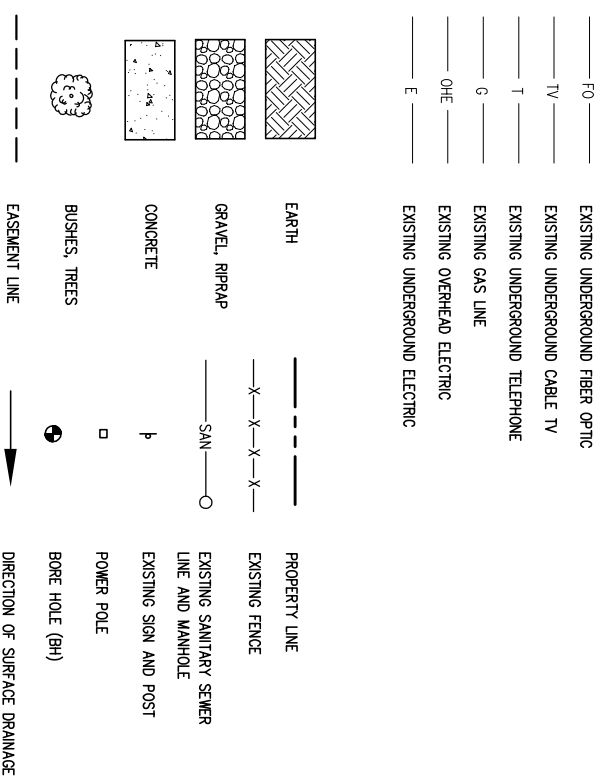 FO EXISTING UNDERGROUND FIBER OPTIC
TV EXISTING UNDERGROUND CABLE TV
T EXISTING UNDERGROUND TELEPHONE
G EXISTING GAS LINE
OHE EXISTING OVERHEAD ELECTRIC
E EXISTING UNDERGROUND ELECTRIC
EARTH
GRAVEL, RIPRAP
CONCRETE
BUSHES, TREES
EASEMENT LINE
PROPERTY LINE
X X X X EXISTING FENCE
SAN EXISTING SANITARY SEWER
LINE AND MANHOLE
EXISTING SIGN AND POST
POWER POLE
BORE HOLE (BH)
DIRECTION OF SURFACE DRAINAGE